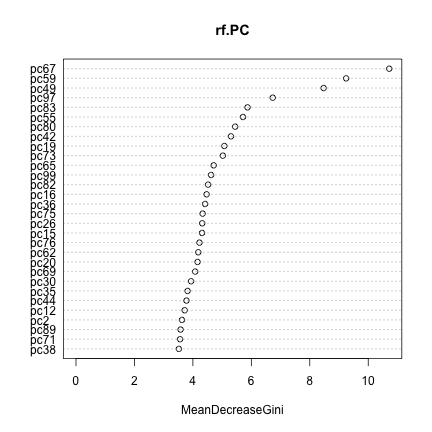 rf.PC
pc67
pc59
pc49
pc97
pc83
pc55
pc80
pc42
pc19
pc73
pc65
pc99
pc82
pc16
pc36
pc75
pc26
pc15
pc76
pc62
pc20
pc69
pc30
pc35
pc44
pc12
pc2
pc89
pc71
pc38
0 2 4 6 8 10
MeanDecreaseGini